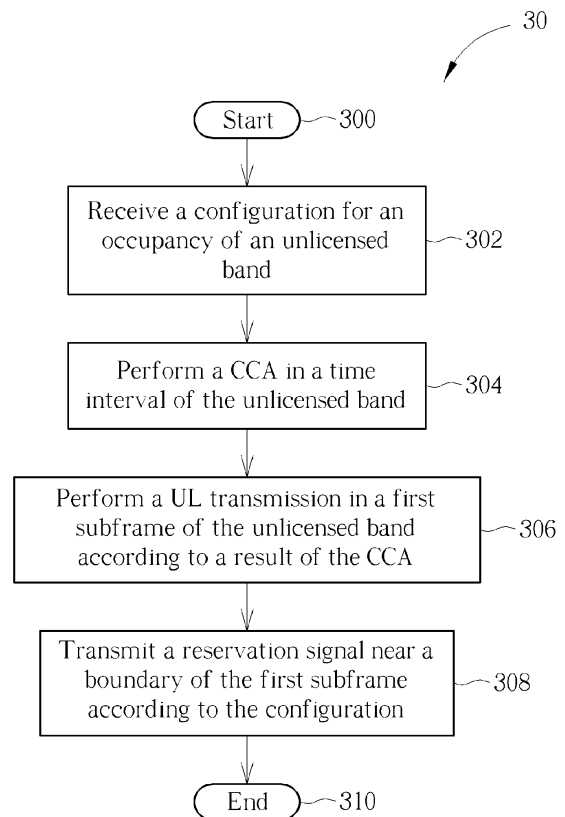 30
Start
300
Receive a configuration for an
occupancy of an unlicensed
band
302
Perform a CCA in a time
interval of the unlicensed band
304
Perform a UL transmission in a first
subframe of the unlicensed band
according to a result of the CCA
306
Transmit a reservation signal near a
boundary of the first subframe
according to the configuration
308
End
310